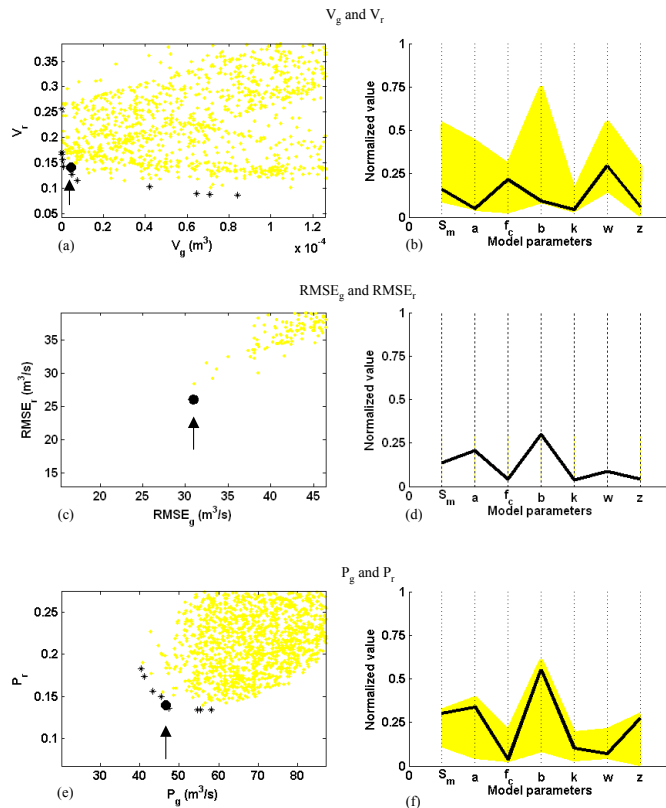 V_g and V_r
0.35
0.3
0.25
0.2
0.15
0.1
0.05
V_r
0 0.2 0.4 0.6 0.8 1 1.2
x 10^-4
V_g (m^3)
(a)
1
0.75
0.5
0.25
0
Normalized value
S_m a f_c b k w z
Model parameters
(b)
RMSE_g and RMSE_r
35
30
25
20
15
RMSE_r (m^3/s)
20 25 30 35 40 45
RMSE_g (m^3/s)
(c)
1
0.75
0.5
0.25
0
Normalized value
S_m a f_c b k w z
Model parameters
(d)
P_g and P_r
0.25
0.2
0.15
0.1
P_r
30 40 50 60 70 80
P_g (m^3/s)
(e)
1
0.75
0.5
0.25
0
Normalized value
S_m a f_c b k w z
Model parameters
(f)